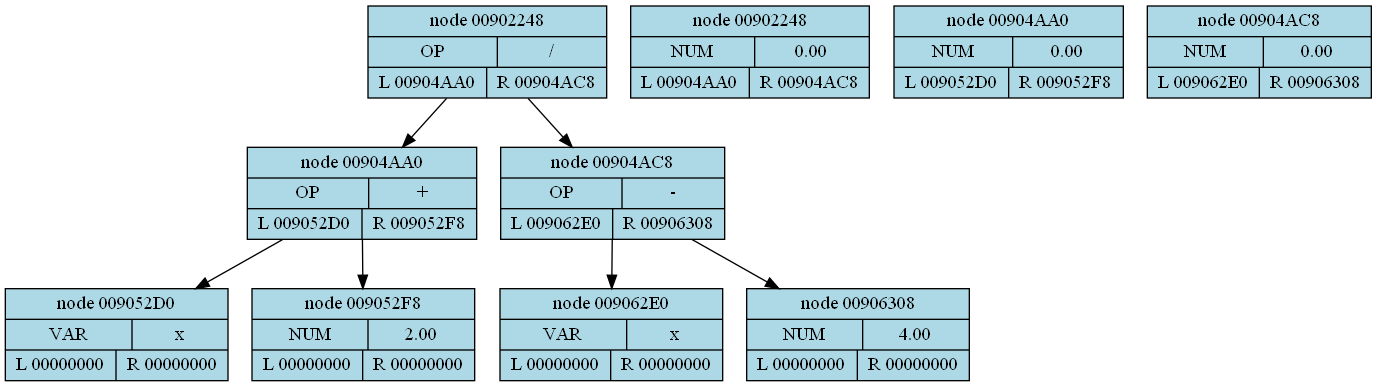 node 00902248
OP /
L 00904AA0 R 00904AC8
node 00902248
NUM 0.00
L 00904AA0 R 00904AC8
node 00904AA0
NUM 0.00
L 009052D0 R 009052F8
node 00904AC8
NUM 0.00
L 009062E0 R 00906308
node 00904AA0
OP +
L 009052D0 R 009052F8
node 00904AC8
OP -
L 009062E0 R 00906308
node 009052D0
VAR x
L 00000000 R 00000000
node 009052F8
NUM 2.00
L 00000000 R 00000000
node 009062E0
VAR x
L 00000000 R 00000000
node 00906308
NUM 4.00
L 00000000 R 00000000